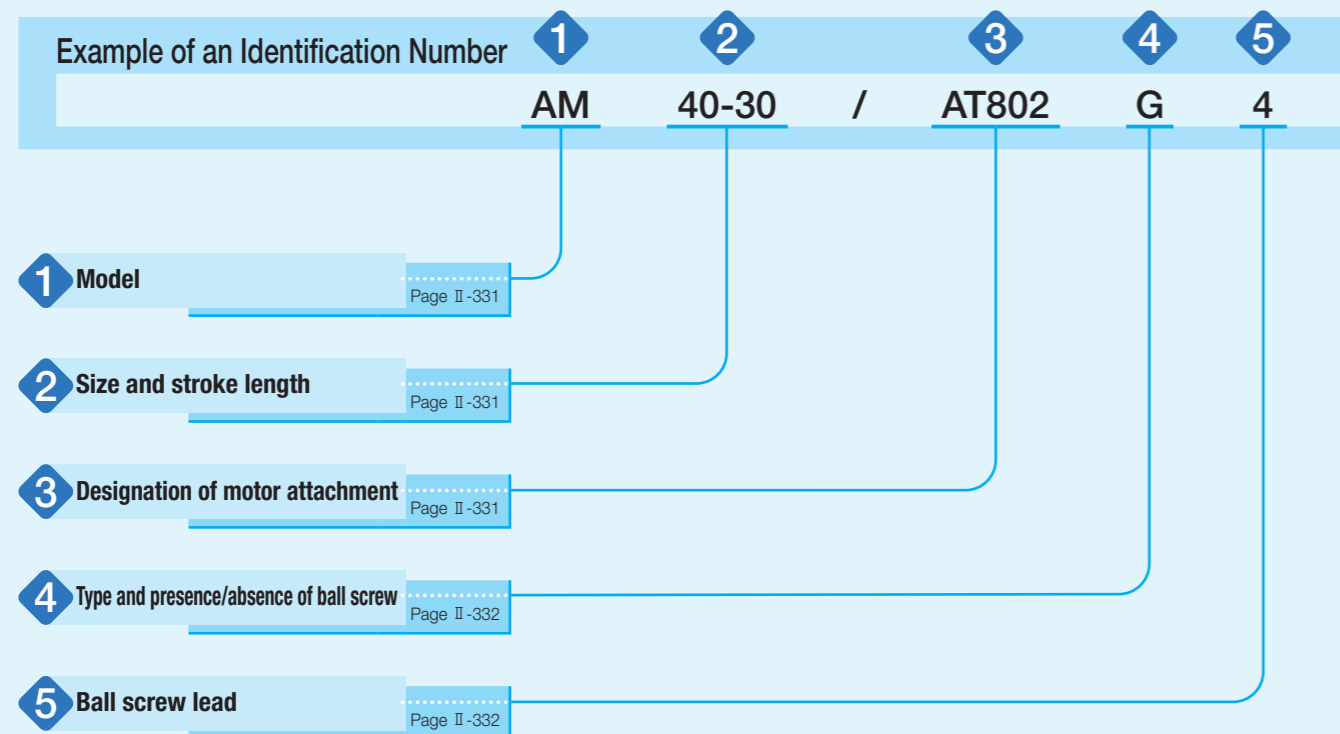 Example of an Identification Number
1 2 3 4 5
AM 40-30 / AT802 G 4
1 Model
Page Ⅱ-331
2 Size and stroke length
Page Ⅱ-331
3 Designation of motor attachment
Page Ⅱ-331
4 Type and presence/absence of ball screw
Page Ⅱ-332
5 Ball screw lead
Page Ⅱ-332